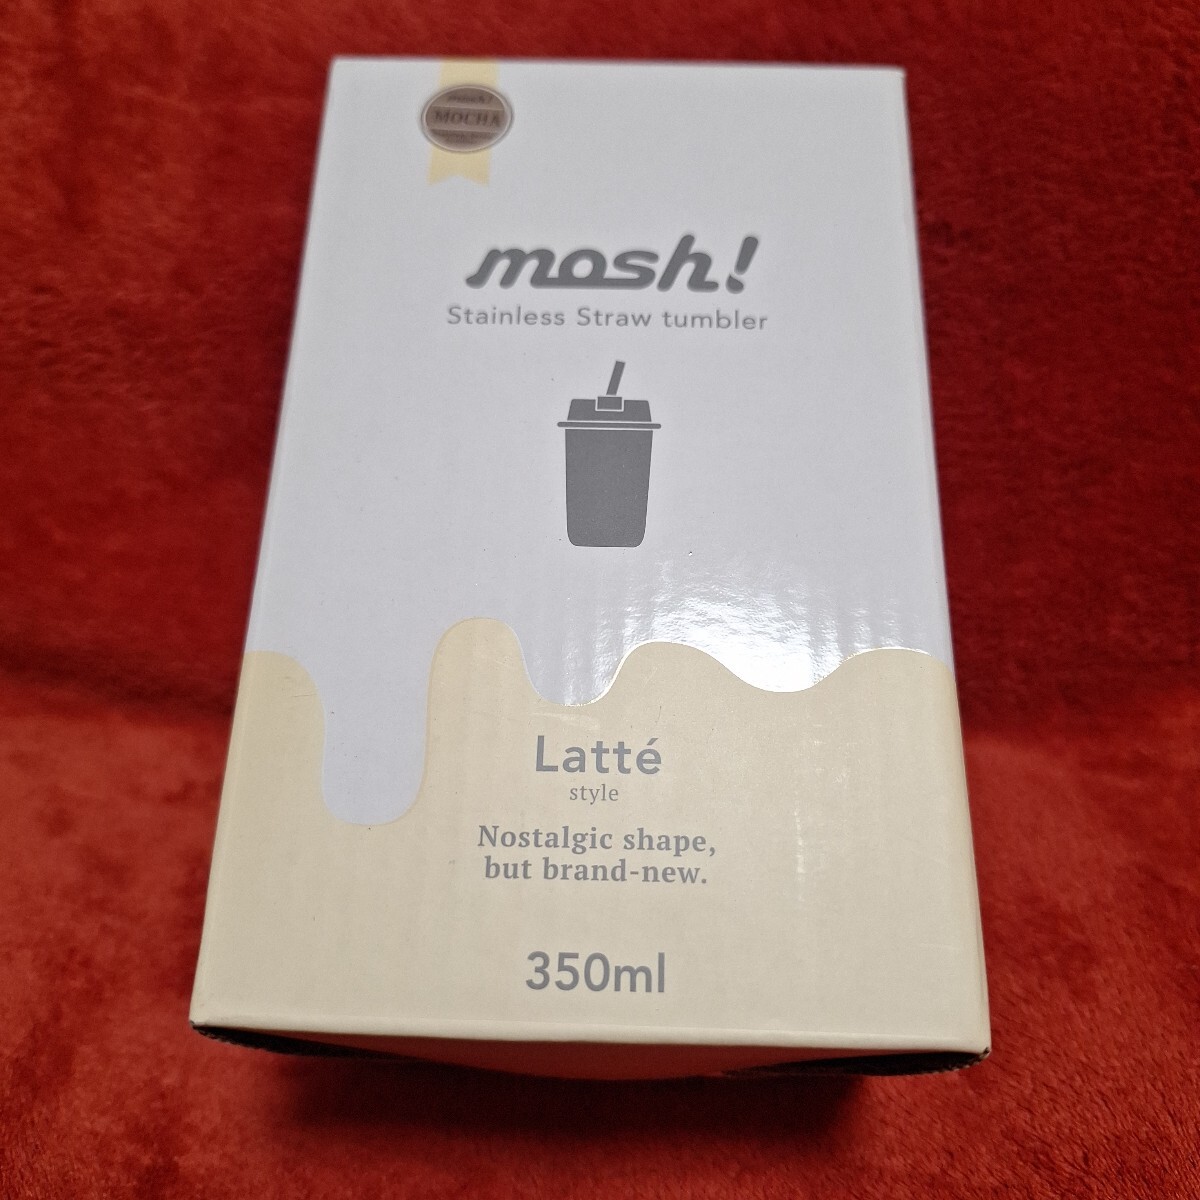 mosh!
MOCHA
mosh!
Stainless Straw tumbler
Latté
style
Nostalgic shape,
but brand-new.
350ml